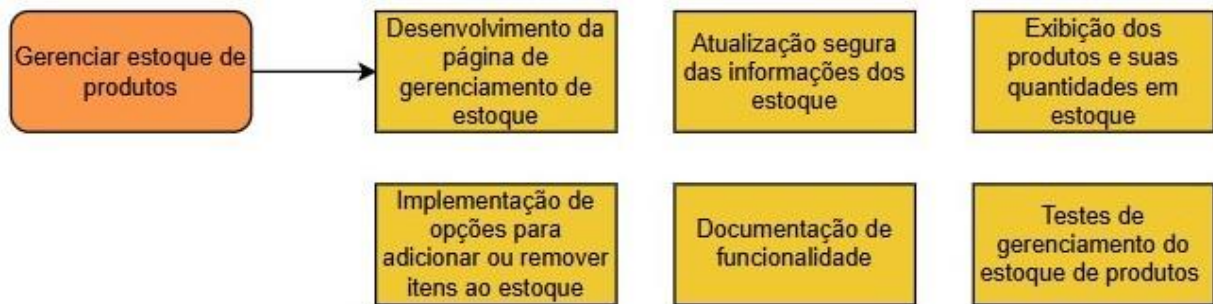 Gerenciar estoque de
produtos
Desenvolvimento da
página de
gerenciamento de
estoque
Atualização segura
das informações dos
estoque
Exibição dos
produtos e suas
quantidades em
estoque
Implementação de
opções para
adicionar ou remover
itens ao estoque
Documentação de
funcionalidade
Testes de
gerenciamento do
estoque de produtos